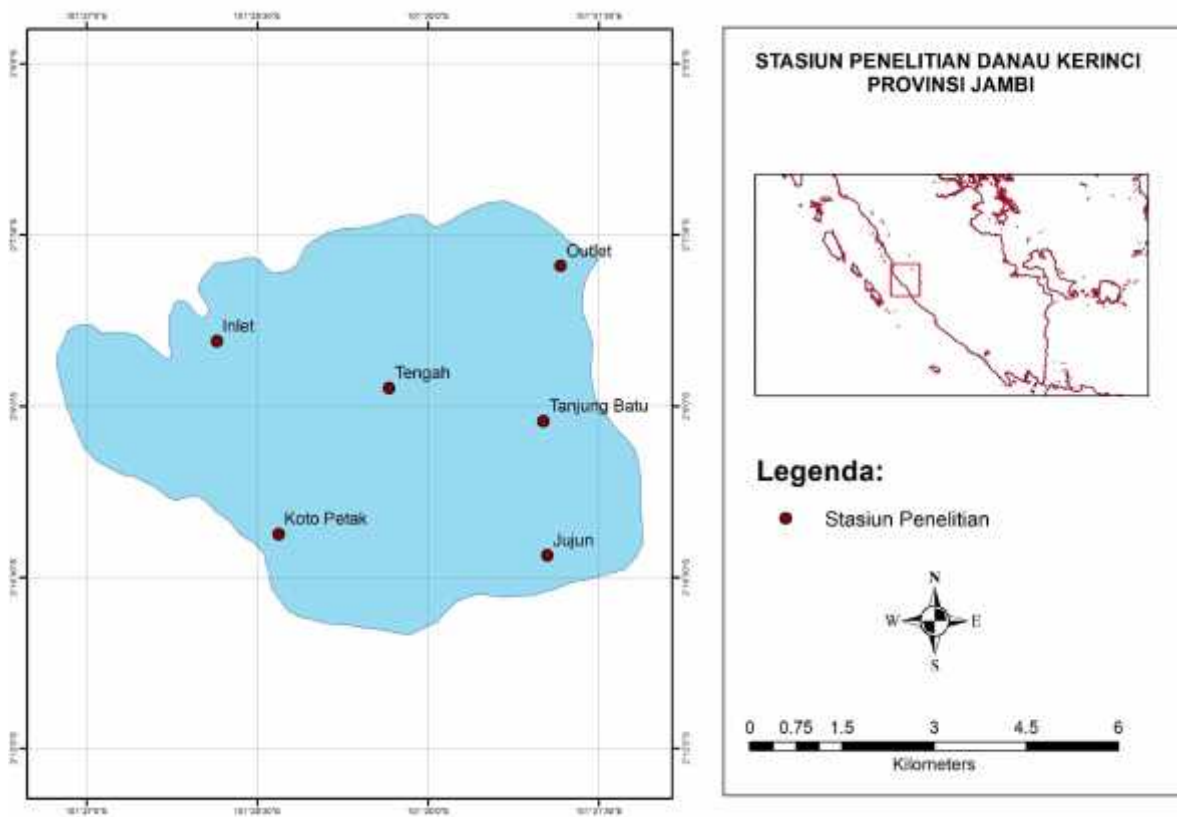 STASIUN PENELITIAN DANAU KERINCI
PROVINSI JAMBI
Outlet
Inlet
Tengah
Tanjung Batu
Koto Petak
Jujun
Legenda:
Stasiun Penelitian
N
W E
S
0 0.75 1.5 3 4.5 6
Kilometers